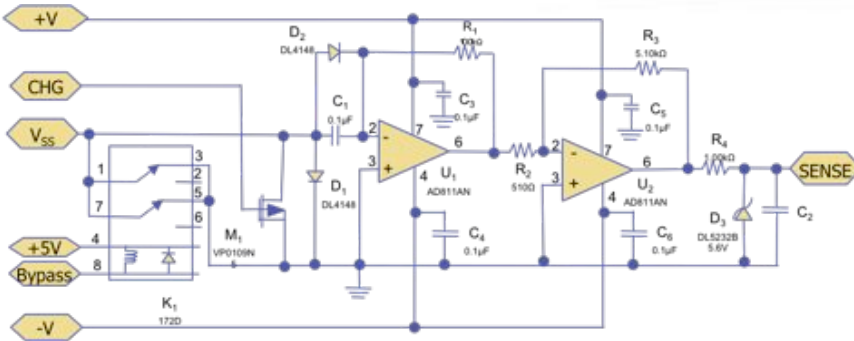 +V
CHG
VSS
+5V
Bypass
-V
1
7
4
8
3
2
5
6
K1
172D
M1
VP0109N
5
D2
DL4148
C1
0.1µF
D1
DL4148
R1
100kΩ
2
3
7
6
4
-
+
U1
AD811AN
C3
0.1µF
C4
0.1µF
R2
510Ω
R3
5.10kΩ
2
3
7
6
4
-
+
U2
AD811AN
C5
0.1µF
C6
0.1µF
R4
1.00kΩ
D3
DL5232B
5.6V
C2
SENSE